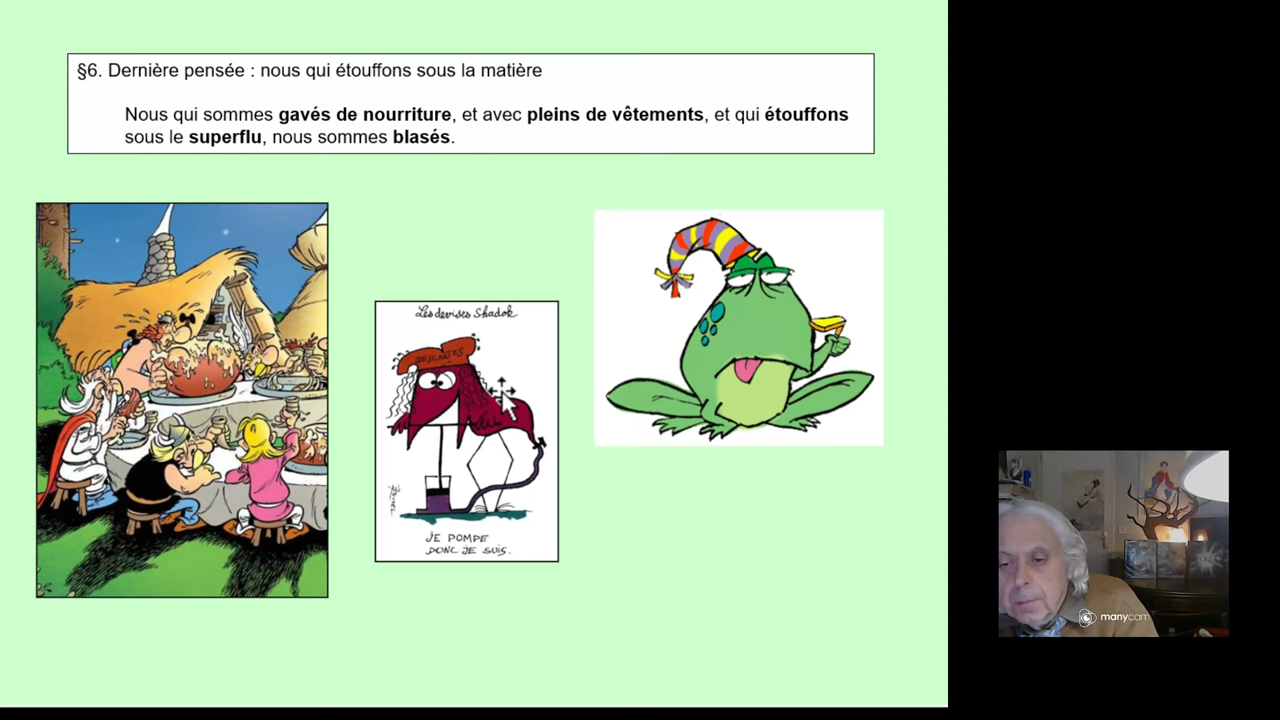 §6. Dernière pensée : nous qui étouffons sous la matière
Nous qui sommes gavés de nourriture, et avec pleins de vêtements, et qui étouffons
sous le superflu, nous sommes blasés.
Les devises Shadok
DESCARTES
JE POMPE
DONC JE SUIS.
manycam